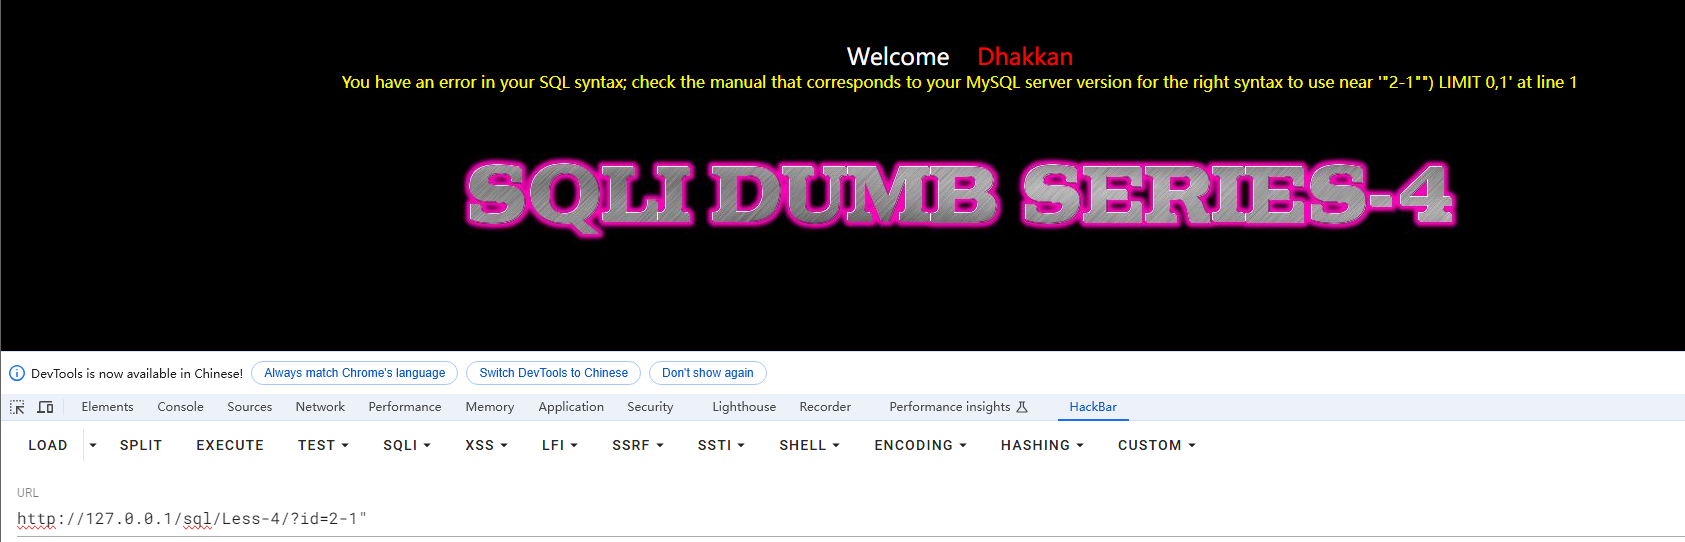 Welcome Dhakkan
You have an error in your SQL syntax; check the manual that corresponds to your MySQL server version for the right syntax to use near '"2-1"") LIMIT 0,1' at line 1
SQLI DUMB SERIES-4
DevTools is now available in Chinese! Always match Chrome's language Switch DevTools to Chinese Don't show again
Elements Console Sources Network Performance Memory Application Security Lighthouse Recorder Performance insights HackBar
LOAD SPLIT EXECUTE TEST SQLI XSS LFI SSRF SSTI SHELL ENCODING HASHING CUSTOM
URL
http://127.0.0.1/sql/Less-4/?id=2-1"